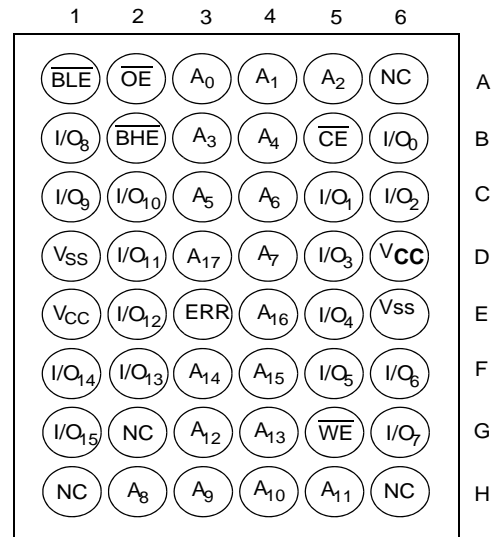 1 2 3 4 5 6
BLE OE A0 A1 A2 NC A
I/O8 BHE A3 A4 CE I/O0 B
I/O9 I/O10 A5 A6 I/O1 I/O2 C
VSS I/O11 A17 A7 I/O3 VCC D
VCC I/O12 ERR A16 I/O4 Vss E
I/O14 I/O13 A14 A15 I/O5 I/O6 F
I/O15 NC A12 A13 WE I/O7 G
NC A8 A9 A10 A11 NC H